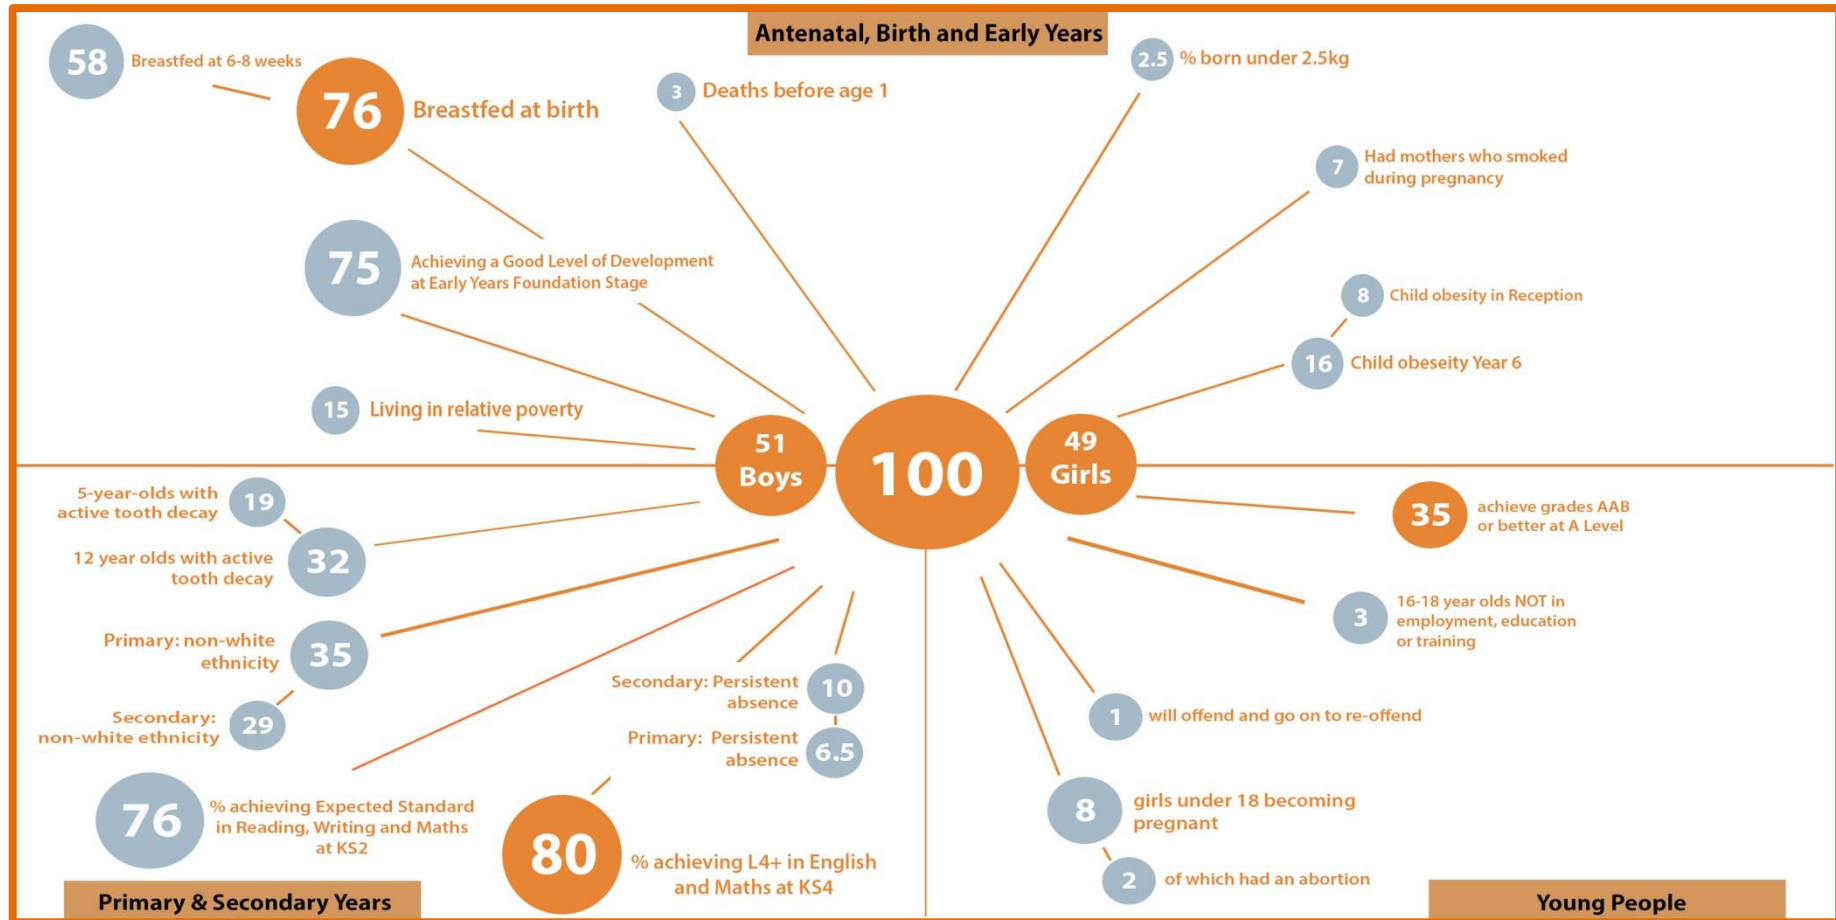 Antenatal, Birth and Early Years
58
Breastfed at 6-8 weeks
76
Breastfed at birth
3
Deaths before age 1
2.5
% born under 2.5kg
7
Had mothers who smoked
during pregnancy
75
Achieving a Good Level of Development
at Early Years Foundation Stage
8
Child obesity in Reception
16
Child obeseity Year 6
15
Living in relative poverty
51
Boys
100
49
Girls
5-year-olds with
active tooth decay
19
12 year olds with active
tooth decay
32
Primary: non-white
ethnicity
35
Secondary:
non-white ethnicity
29
76
% achieving Expected Standard
in Reading, Writing and Maths
at KS2
Secondary: Persistent
absence
10
Primary: Persistent
absence
6.5
80
% achieving L4+ in English
and Maths at KS4
Primary & Secondary Years
35
achieve grades AAB
or better at A Level
3
16-18 year olds NOT in
employment, education
or training
1
will offend and go on to re-offend
8
girls under 18 becoming
pregnant
2
of which had an abortion
Young People